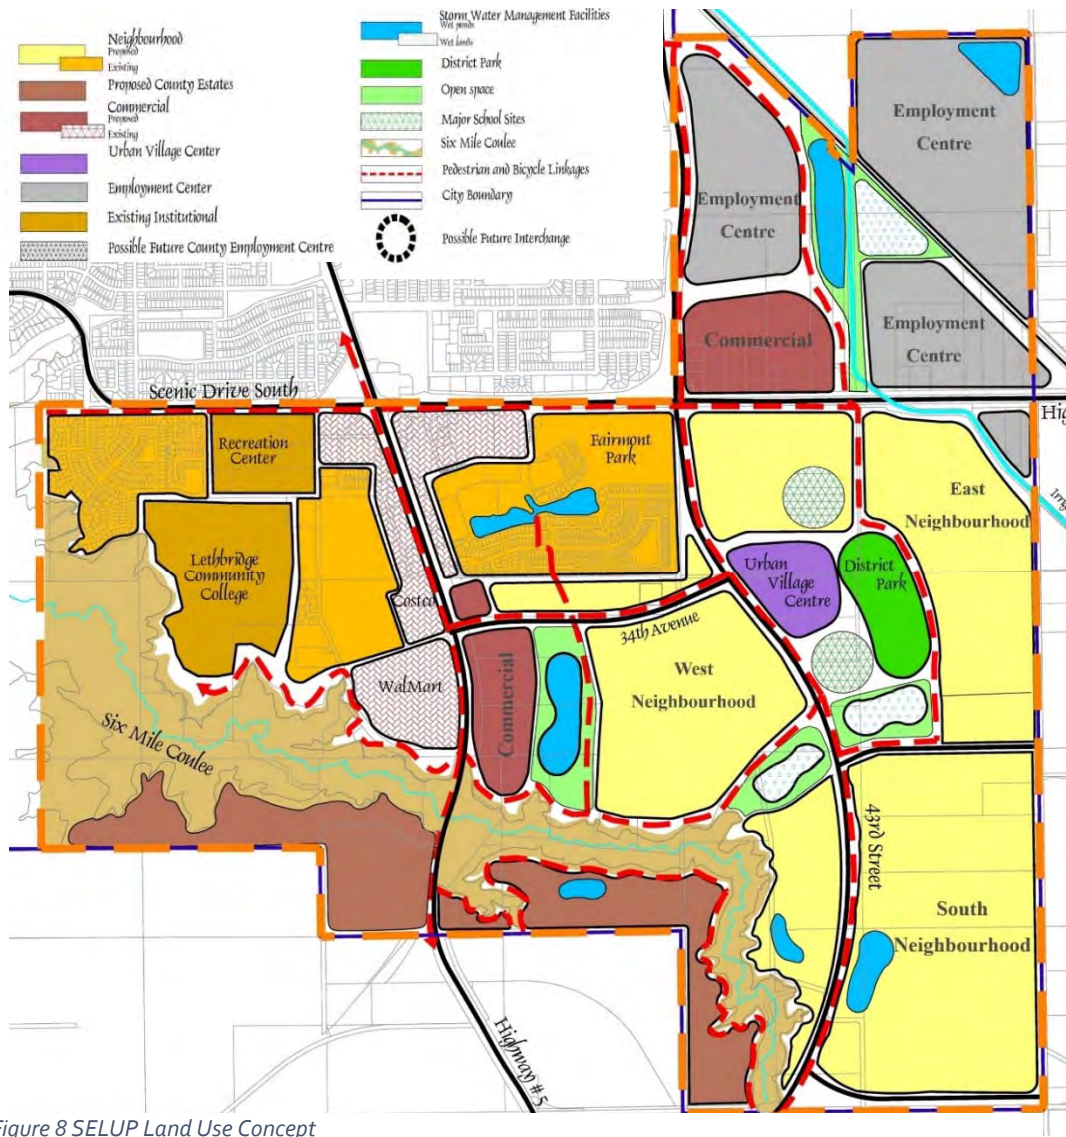 Neighbourhood
Proposed
Existing
Proposed County Estates
Commercial
Proposed
Existing
Urban Village Center
Employment Center
Existing Institutional
Possible Future County Employment Centre
Storm Water Management Facilities
Wet ponds
Wet lands
District Park
Open space
Major School Sites
Six Mile Coulee
Pedestrian and Bicycle Linkages
City Boundary
Possible Future Interchange
Employment
Centre
Employment
Centre
Employment
Centre
Commercial
Scenic Drive South
Hig
Irrig
Recreation
Center
Fairmont
Park
East
Neighbourhood
Lethbridge
Community
College
Urban
Village
Centre
District
Park
Costco
34th Avenue
West
Neighbourhood
WalMart
Commercial
Six Mile Coulee
43rd Street
South
Neighbourhood
Highway # 5
Figure 8 SELUP Land Use Concept